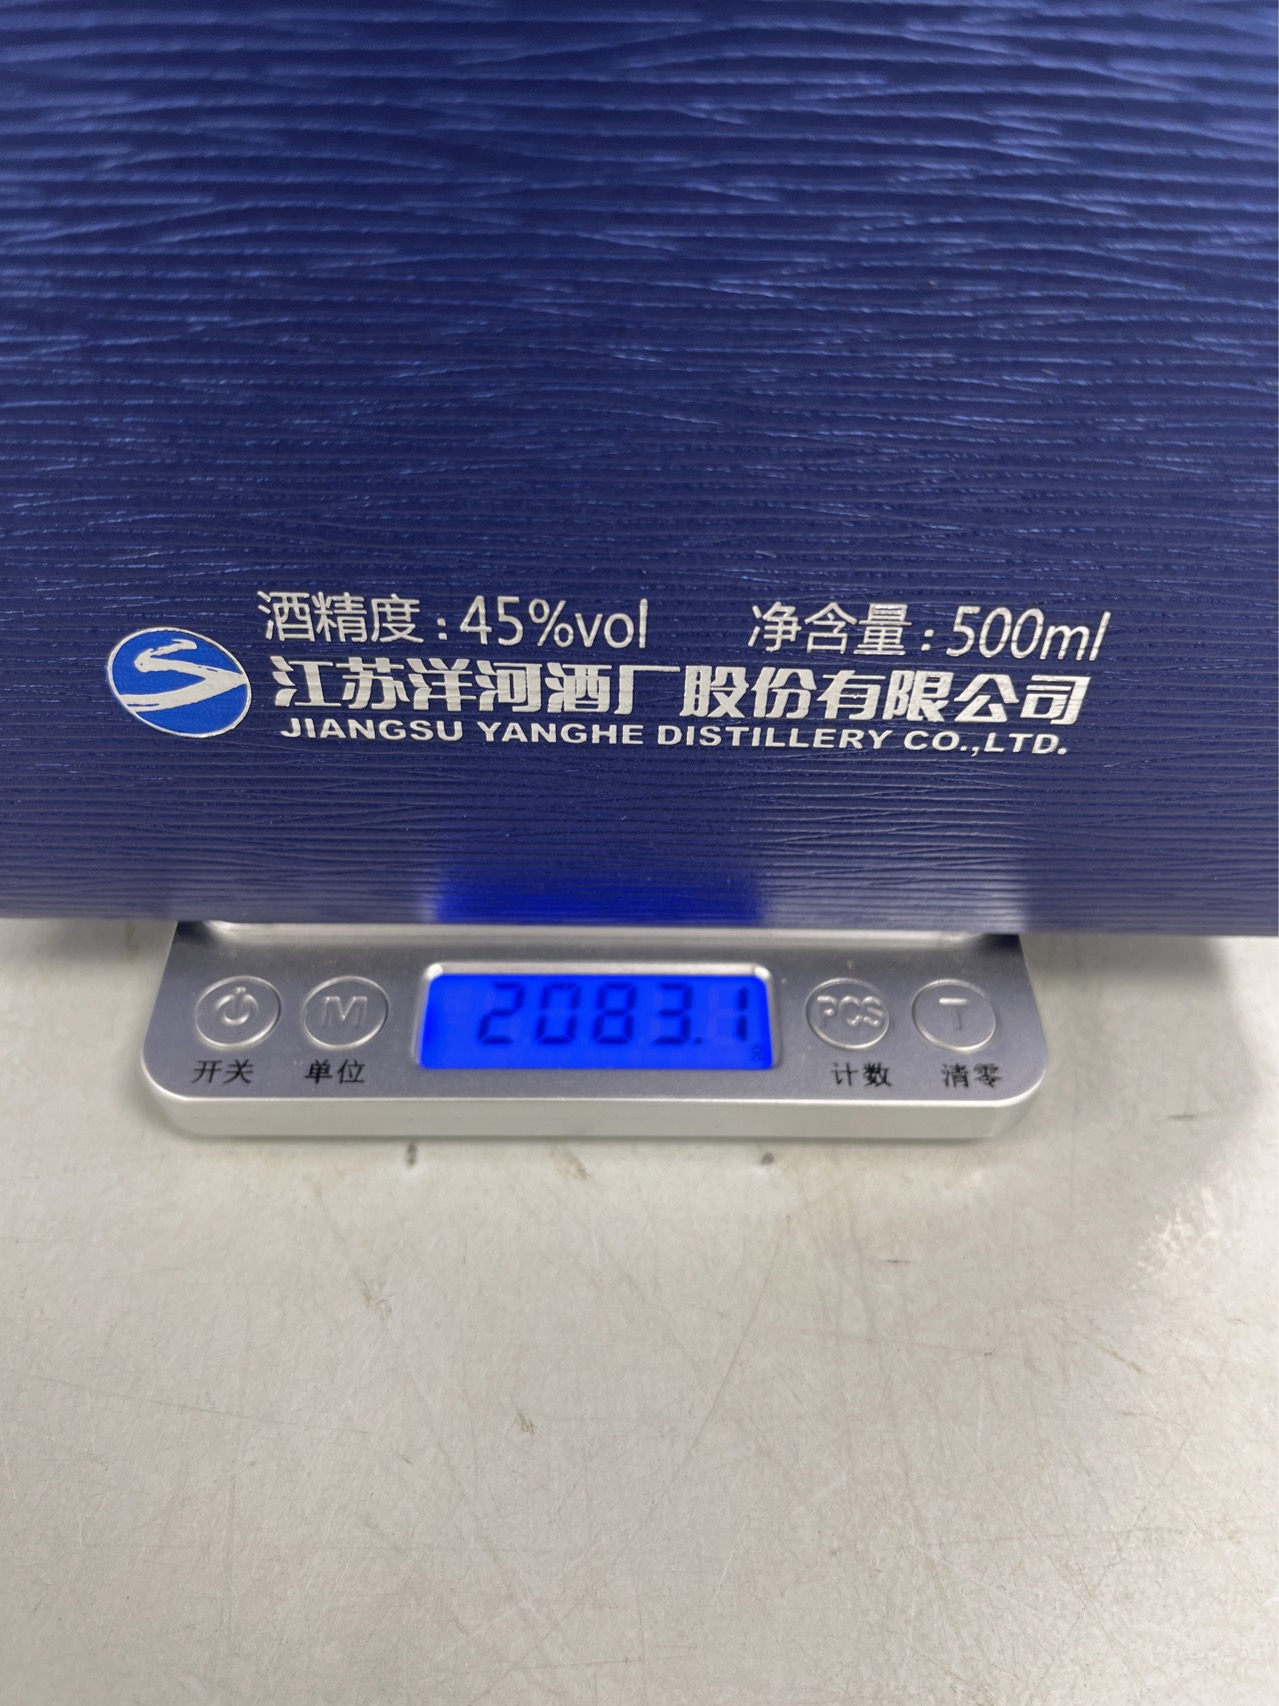 酒精度:45%vol 净含量:500ml
江苏洋河酒厂股份有限公司
JIANGSU YANGHE DISTILLERY CO.,LTD.
2083.1
M PCS T
开关 单位 计数 清零